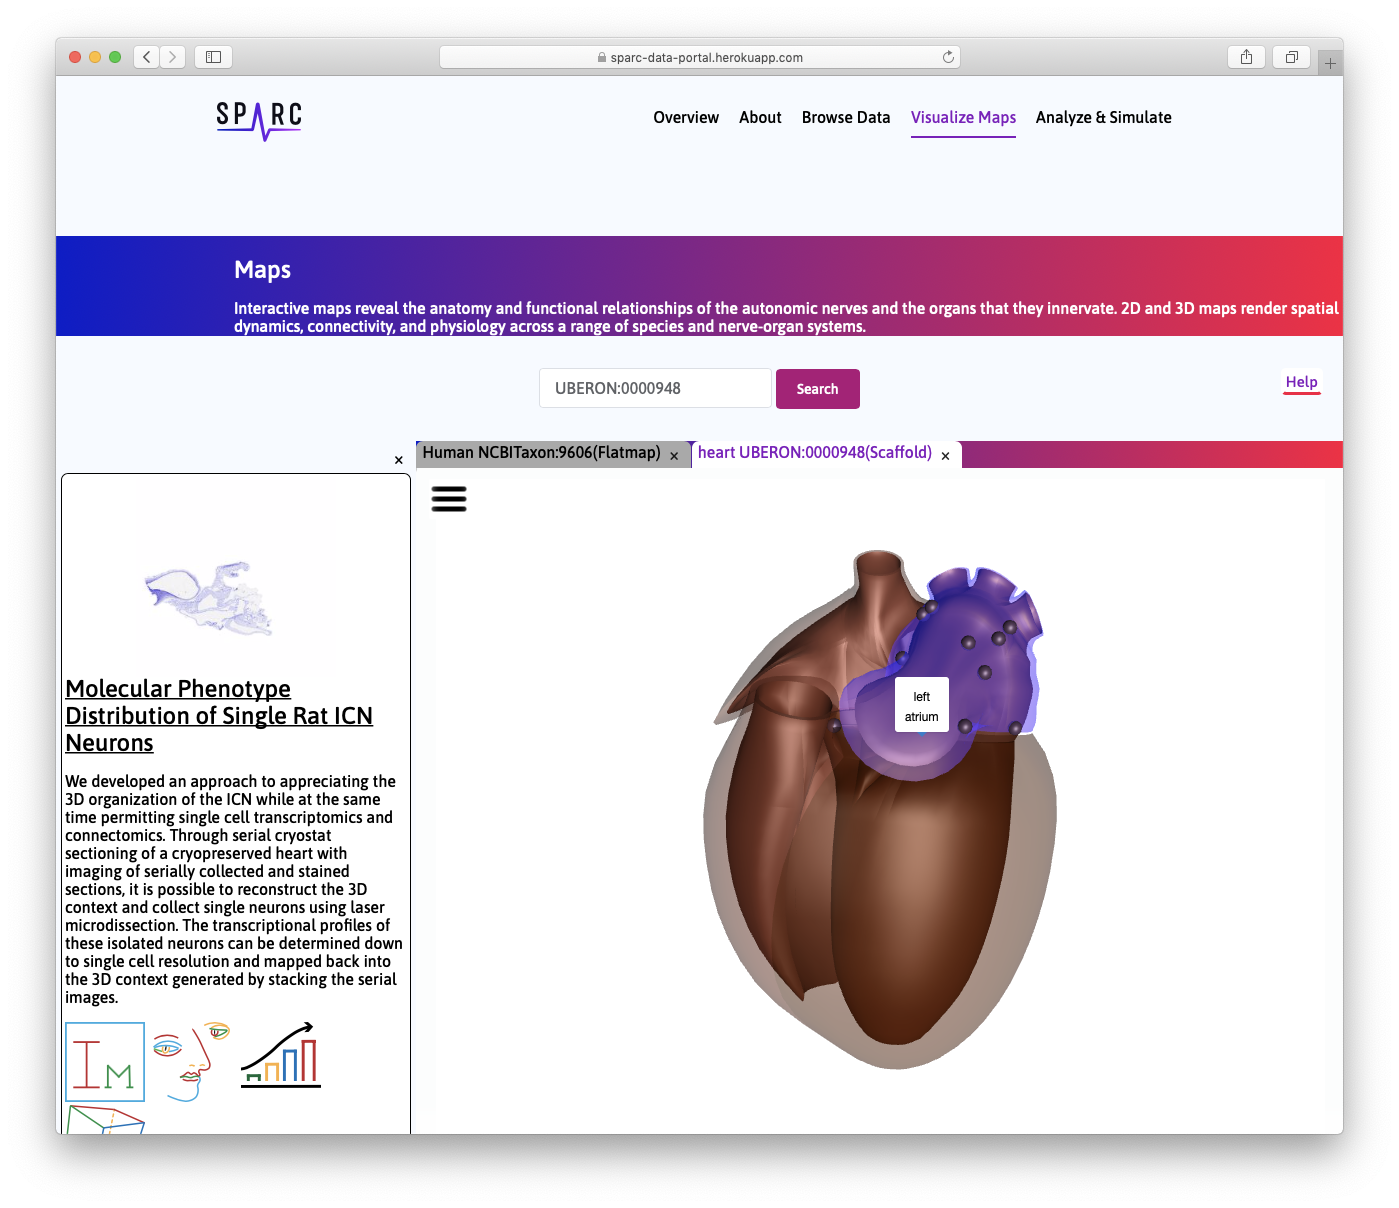 sparc-data-portal.herokuapp.com
SPARC
Overview About Browse Data Visualize Maps Analyze & Simulate
Maps
Interactive maps reveal the anatomy and functional relationships of the autonomic nerves and the organs that they innervate. 2D and 3D maps render spatial
dynamics, connectivity, and physiology across a range of species and nerve-organ systems.
UBERON:0000948 Search
Help
Human NCBITaxon:9606(Flatmap) × heart UBERON:0000948(Scaffold) ×
×
Molecular Phenotype
Distribution of Single Rat ICN
Neurons
We developed an approach to appreciating the
3D organization of the ICN while at the same
time permitting single cell transcriptomics and
connectomics. Through serial cryostat
sectioning of a cryopreserved heart with
imaging of serially collected and stained
sections, it is possible to reconstruct the 3D
context and collect single neurons using laser
microdissection. The transcriptional profiles of
these isolated neurons can be determined down
to single cell resolution and mapped back into
the 3D context generated by stacking the serial
images.
IM
left
atrium